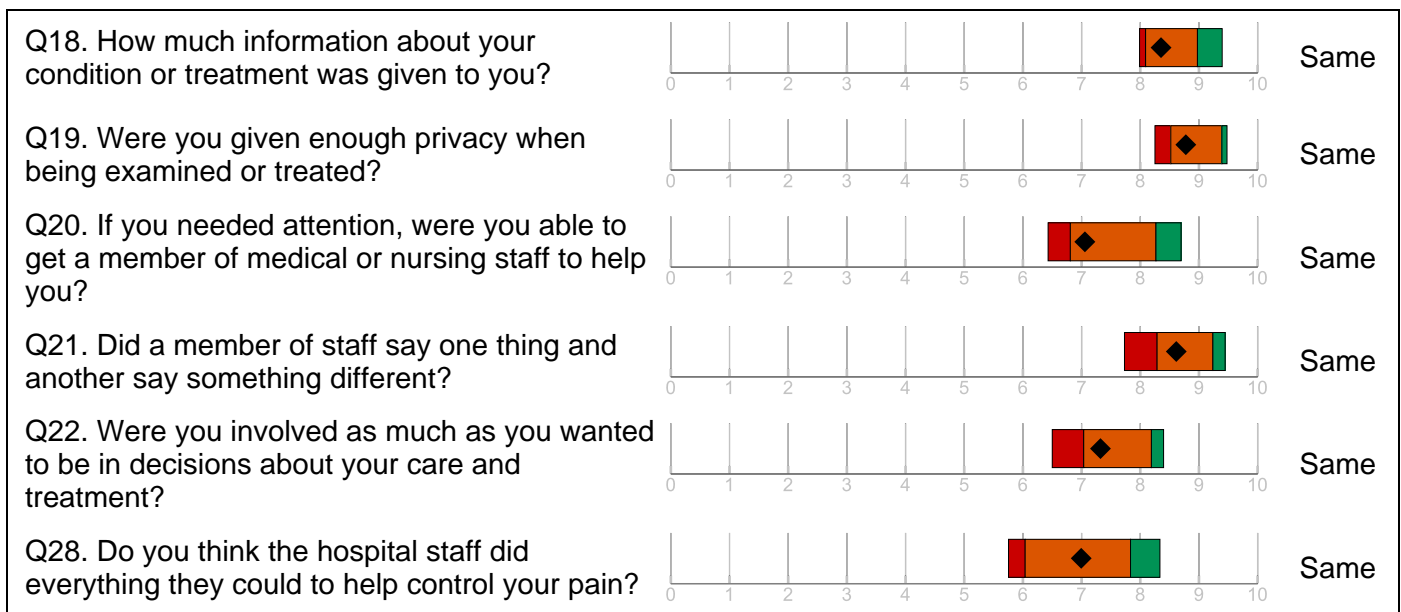 Q18. How much information about your
condition or treatment was given to you?
0 1 2 3 4 5 6 7 8 9 10
Same
Q19. Were you given enough privacy when
being examined or treated?
0 1 2 3 4 5 6 7 8 9 10
Same
Q20. If you needed attention, were you able to
get a member of medical or nursing staff to help
you?
0 1 2 3 4 5 6 7 8 9 10
Same
Q21. Did a member of staff say one thing and
another say something different?
0 1 2 3 4 5 6 7 8 9 10
Same
Q22. Were you involved as much as you wanted
to be in decisions about your care and
treatment?
0 1 2 3 4 5 6 7 8 9 10
Same
Q28. Do you think the hospital staff did
everything they could to help control your pain?
0 1 2 3 4 5 6 7 8 9 10
Same